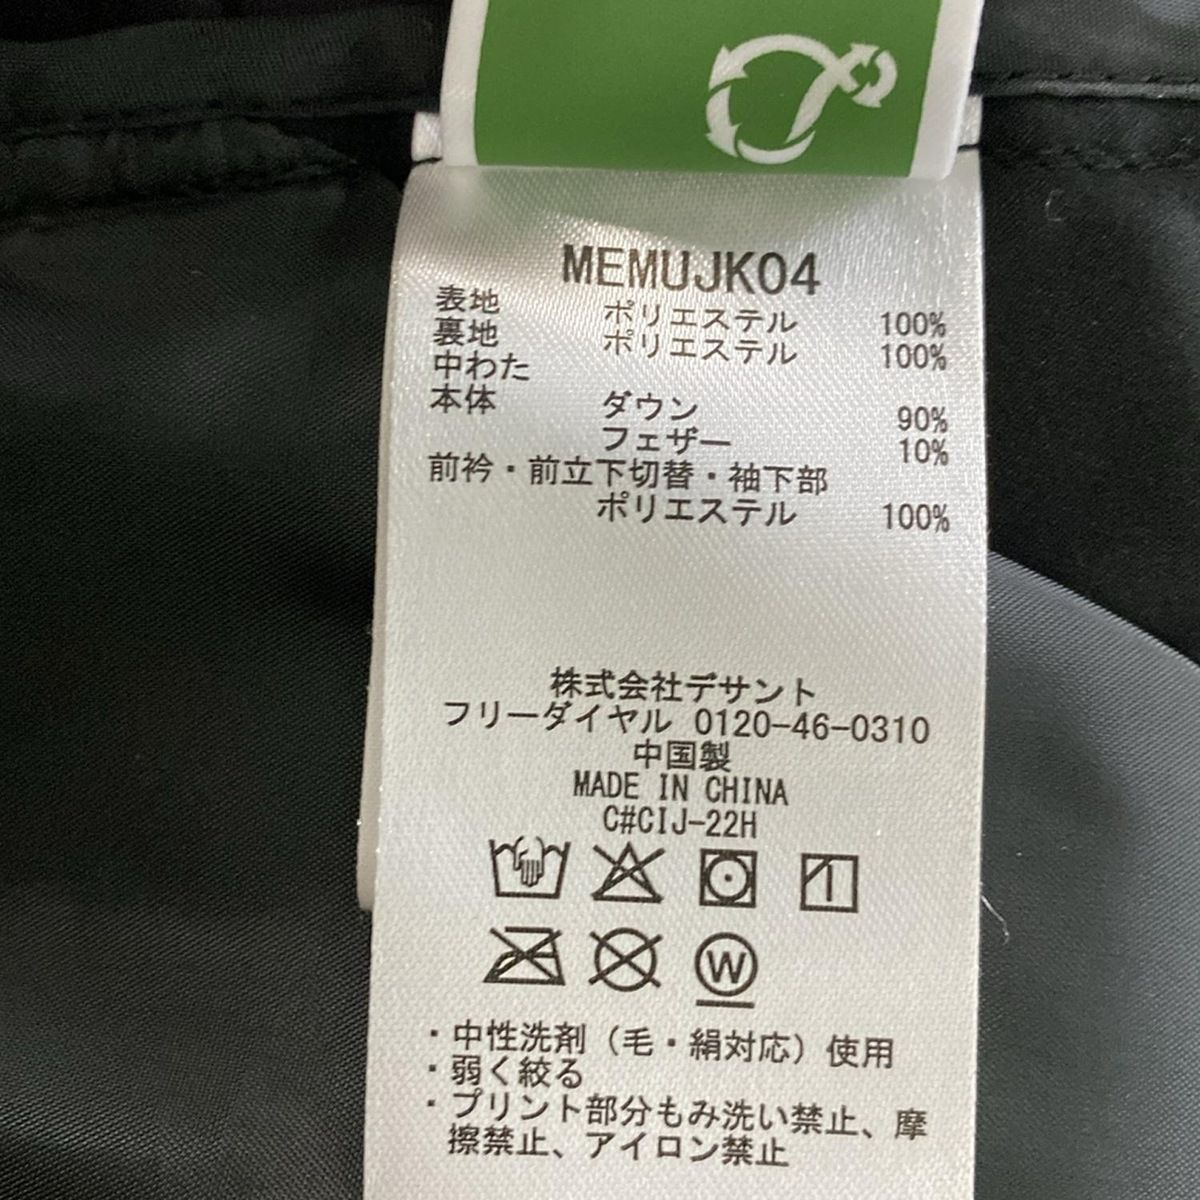 MEMUJK04
表地 ポリエステル 100%
裏地 ポリエステル 100%
中わた
本体 ダウン 90%
フェザー 10%
前衿・前立下切替・袖下部
ポリエステル 100%
株式会社デサント
フリーダイヤル 0120-46-0310
中国製
MADE IN CHINA
C#CIJ-22H
W
・中性洗剤（毛・絹対応）使用
・弱く絞る
・プリント部分もみ洗い禁止、摩
擦禁止、アイロン禁止